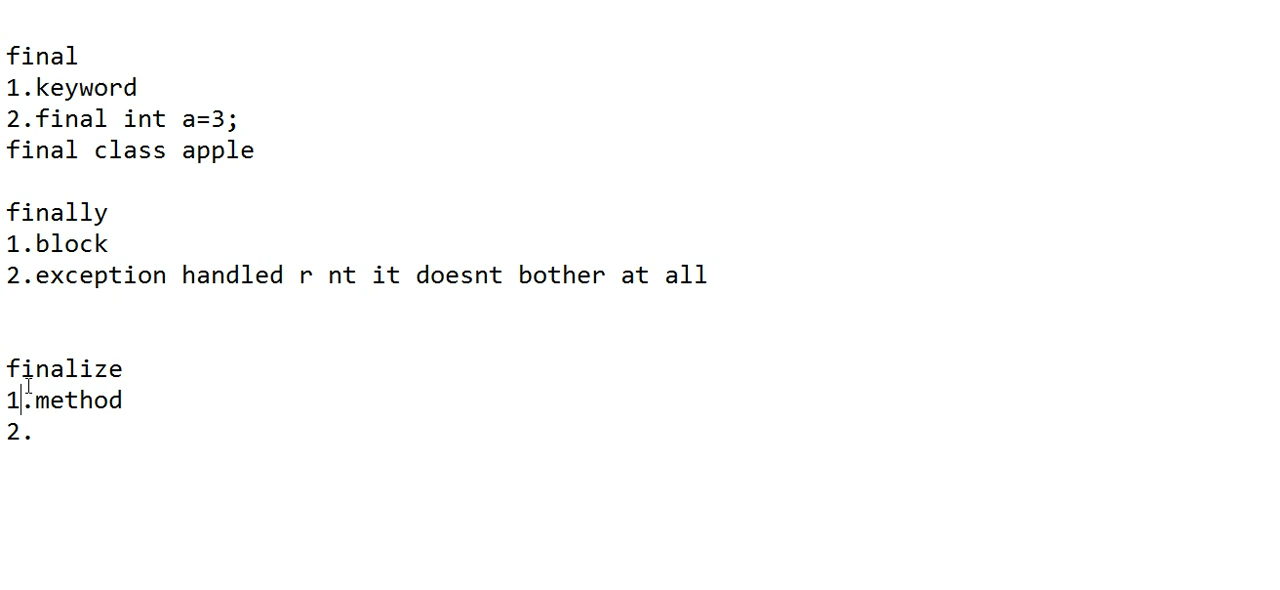 final
1.keyword
2.final int a=3;
final class apple
finally
1.block
2.exception handled r nt it doesnt bother at all
finalize
1.method
2.